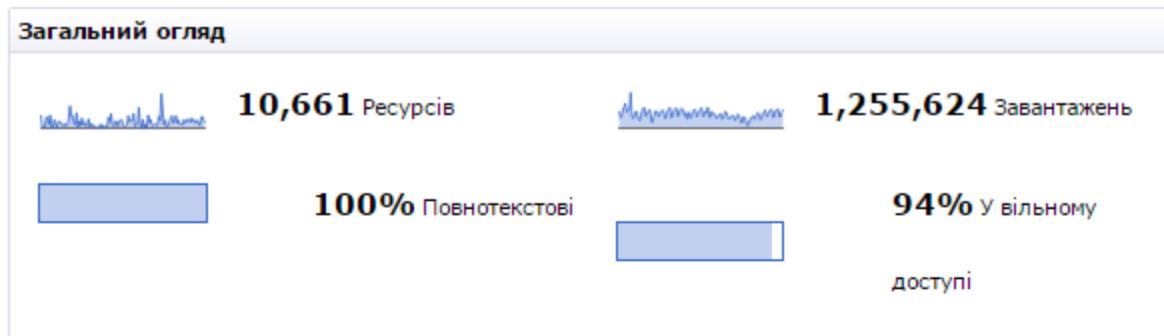 Загальний огляд
10,661 Ресурсів
1,255,624 Завантажень
100% Повнотекстові
94% У вільному
доступі